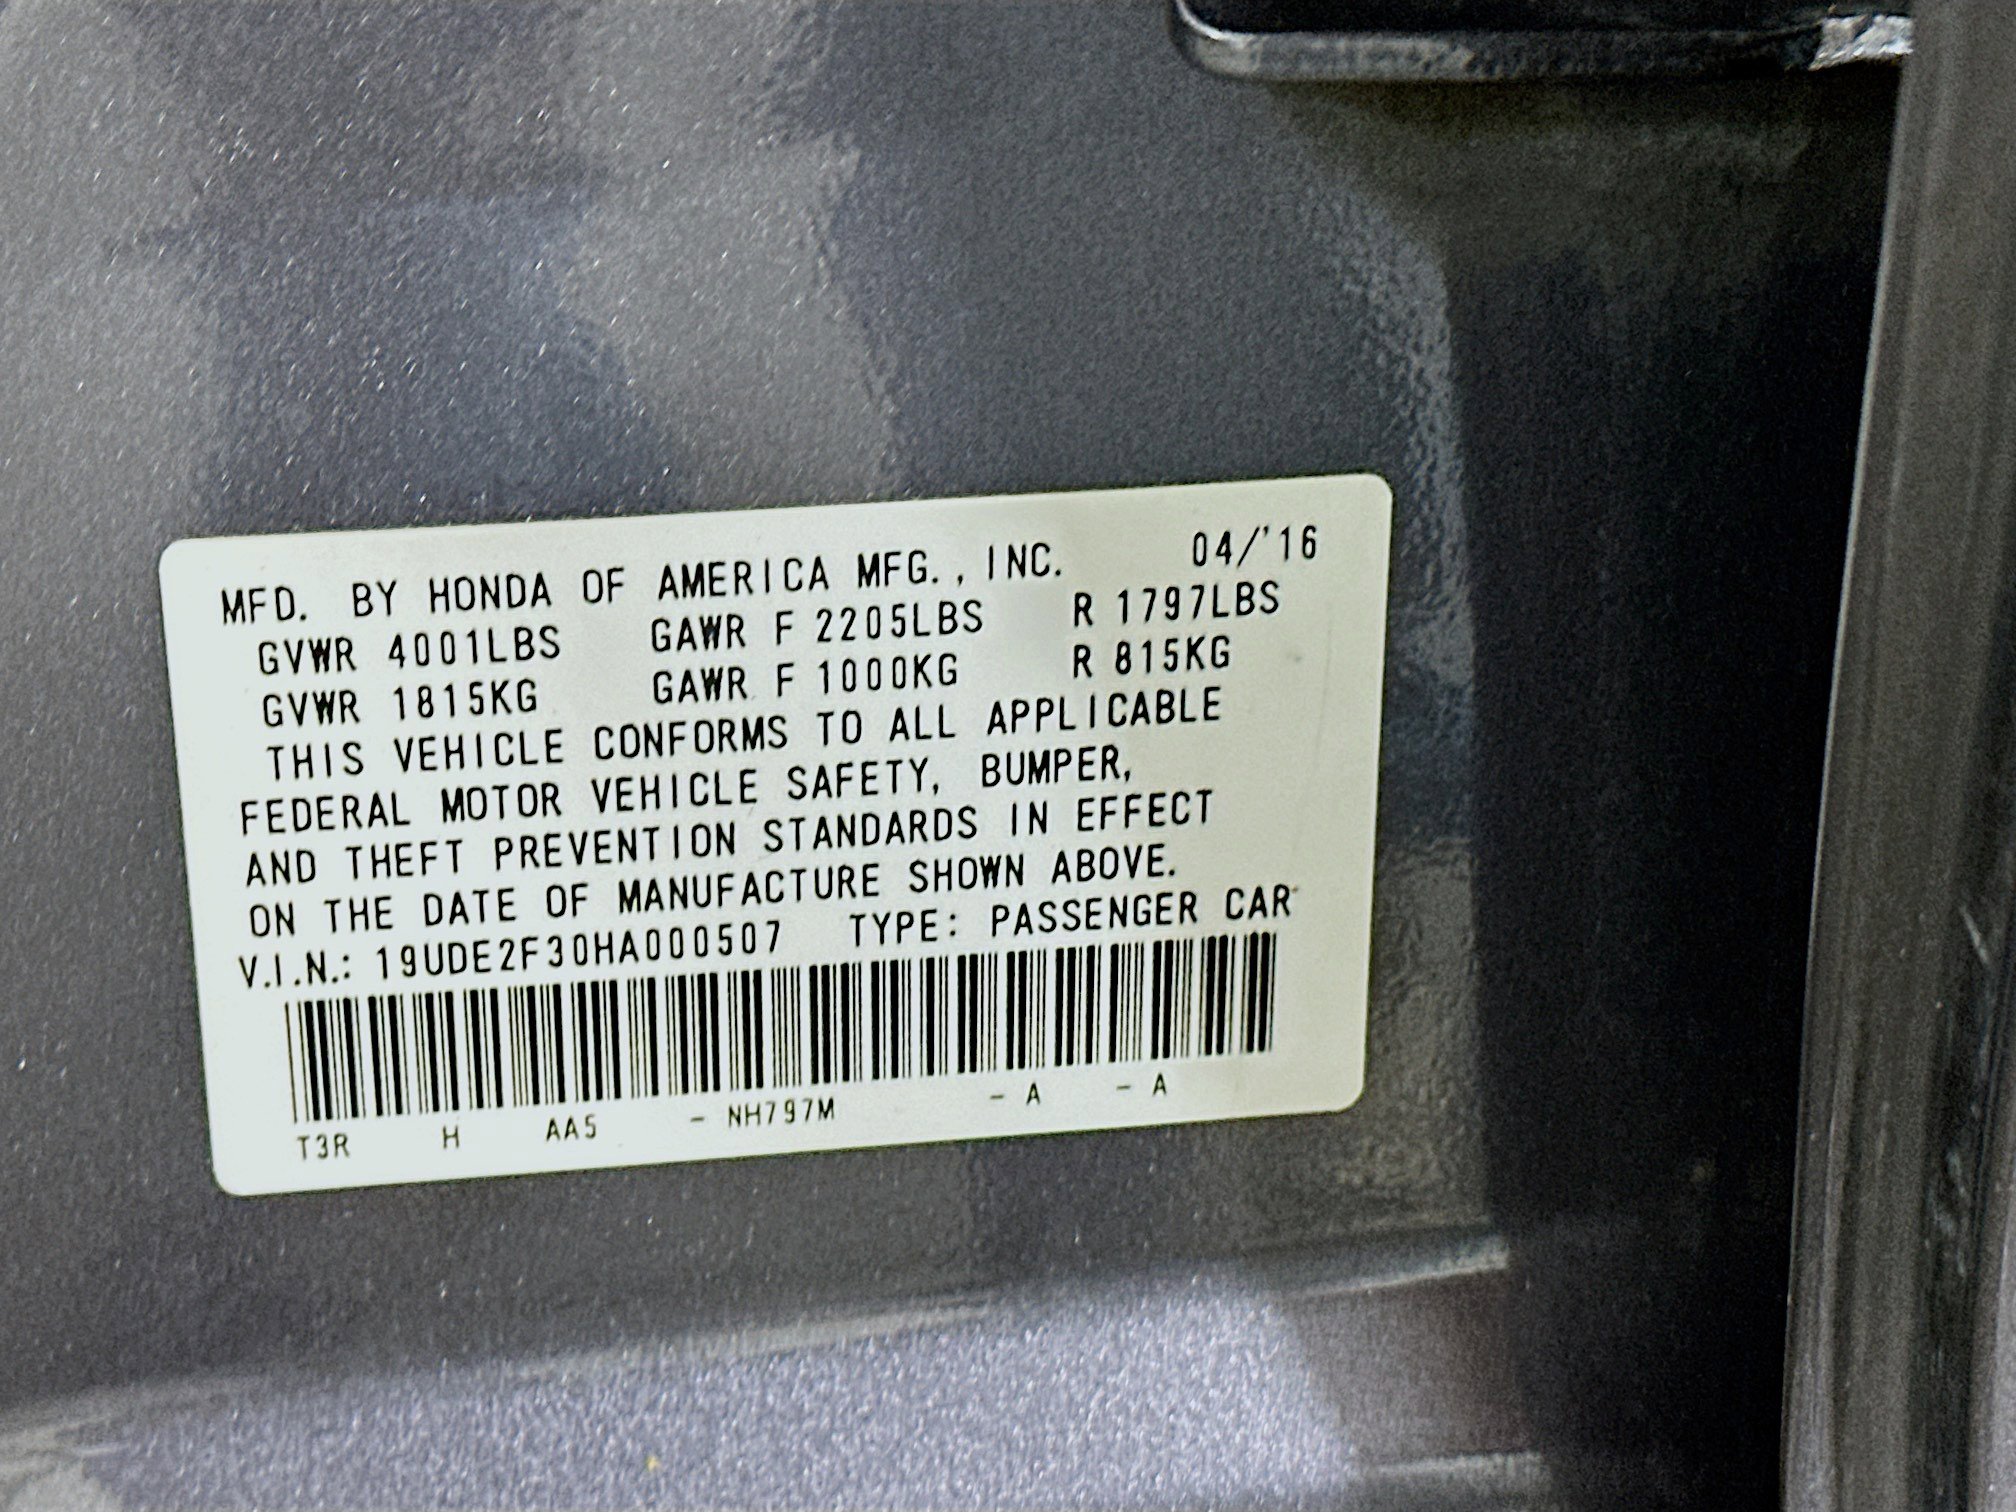 MFD. BY HONDA OF AMERICA MFG., INC. 04/'16
GVWR 4001LBS GAWR F 2205LBS R 1797LBS
GVWR 1815KG GAWR F 1000KG R 815KG
THIS VEHICLE CONFORMS TO ALL APPLICABLE
FEDERAL MOTOR VEHICLE SAFETY, BUMPER,
AND THEFT PREVENTION STANDARDS IN EFFECT
ON THE DATE OF MANUFACTURE SHOWN ABOVE.
V.I.N.: 19UDE2F30HA000507 TYPE: PASSENGER CAR
T3R H AA5 - NH797M - A - A